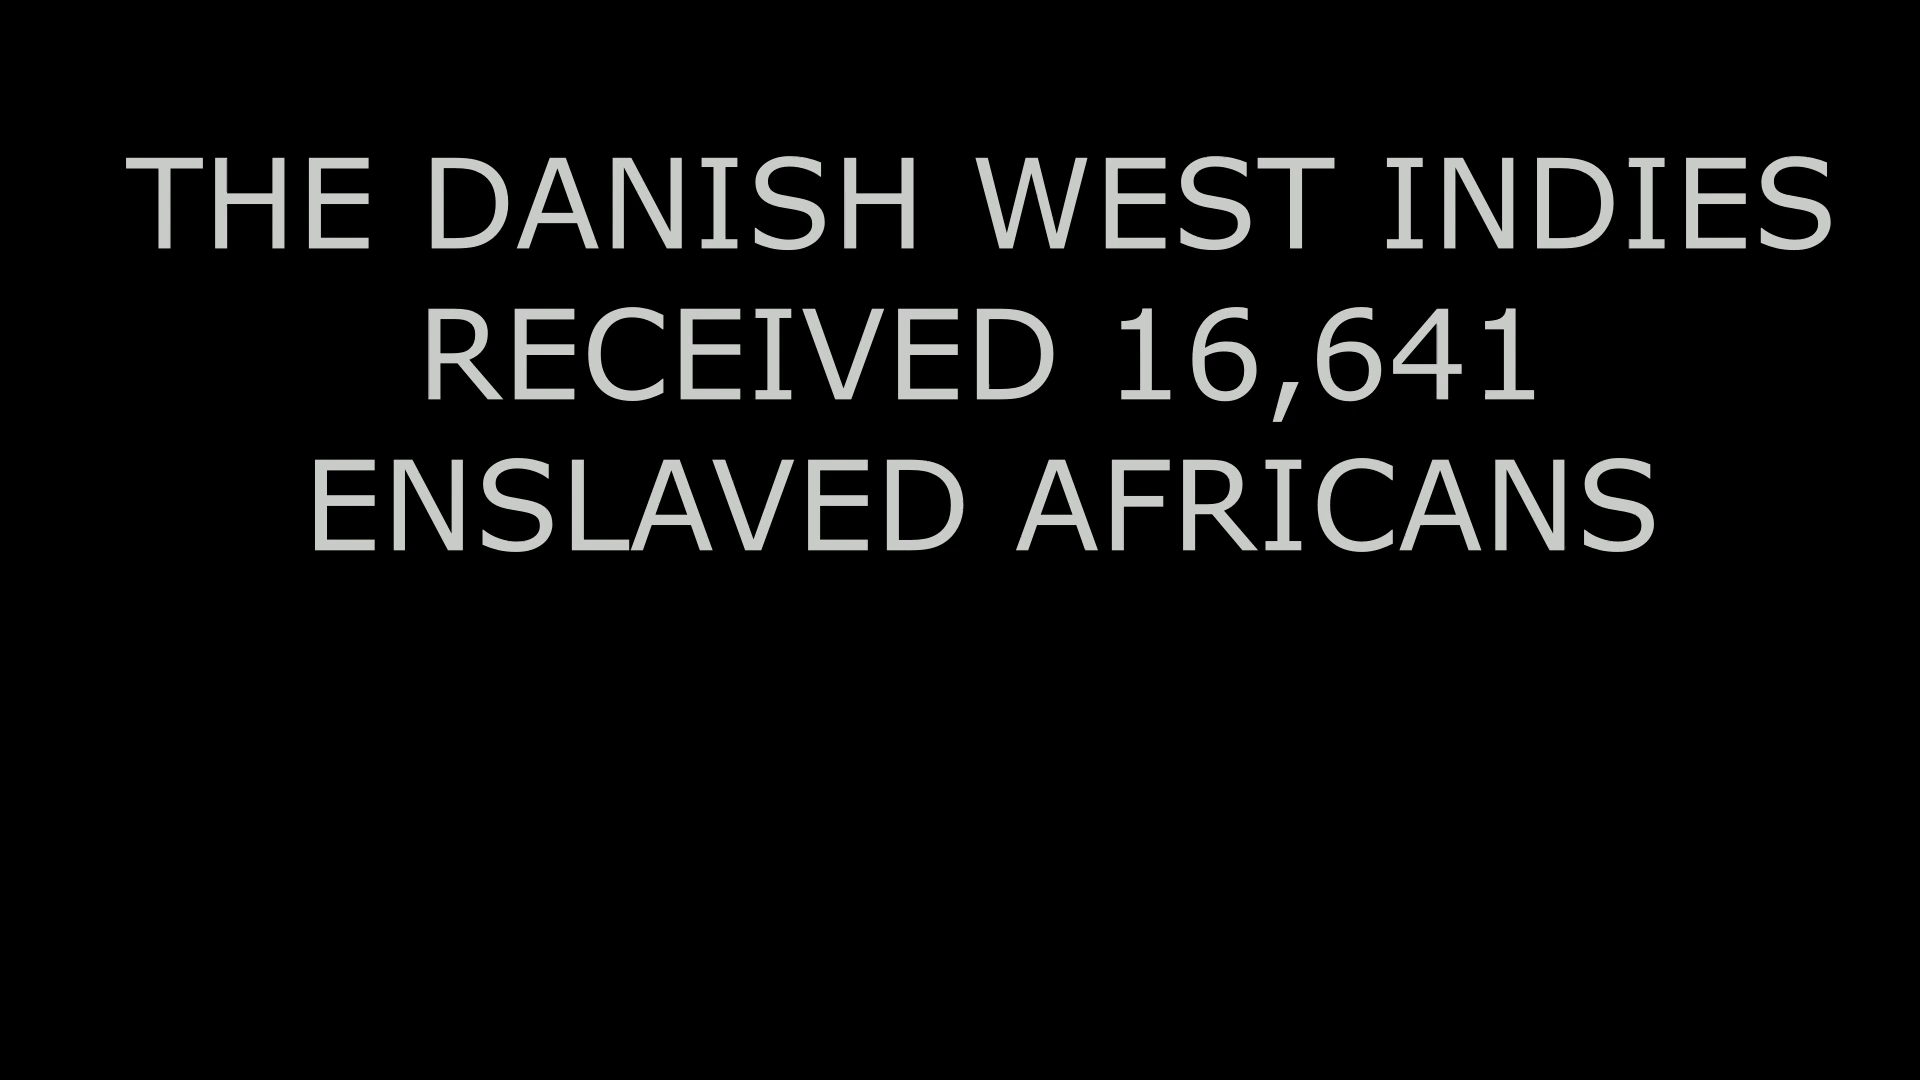 THE DANISH WEST INDIES
RECEIVED 16,641
ENSLAVED AFRICANS